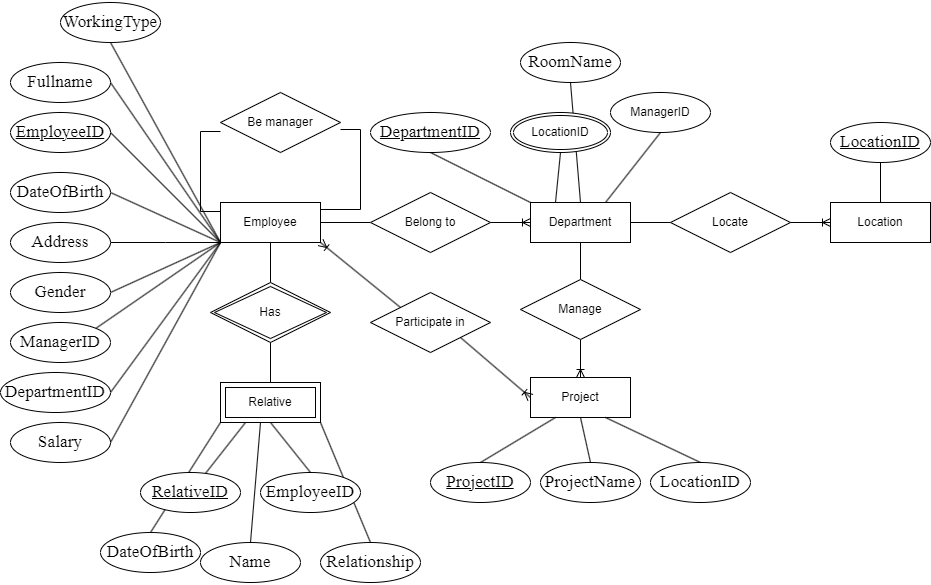 WorkingType
RoomName
Fullname
Be manager
ManagerID
EmployeeID
DepartmentID
LocationID
LocationID
DateOfBirth
Employee
Belong to
Department
Locate
Location
Address
Gender
Has
Participate in
Manage
ManagerID
DepartmentID
Relative
Project
Salary
RelativeID
EmployeeID
ProjectID
ProjectName
LocationID
DateOfBirth
Name
Relationship